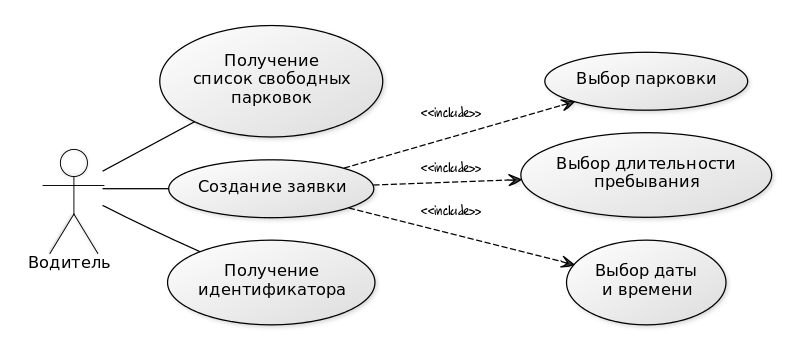 Получение
список свободных
парковок
Выбор парковки
<<include>>
Создание заявки
<<include>>
Выбор длительности
пребывания
<<include>>
Водитель
Получение
идентификатора
Выбор даты
и времени